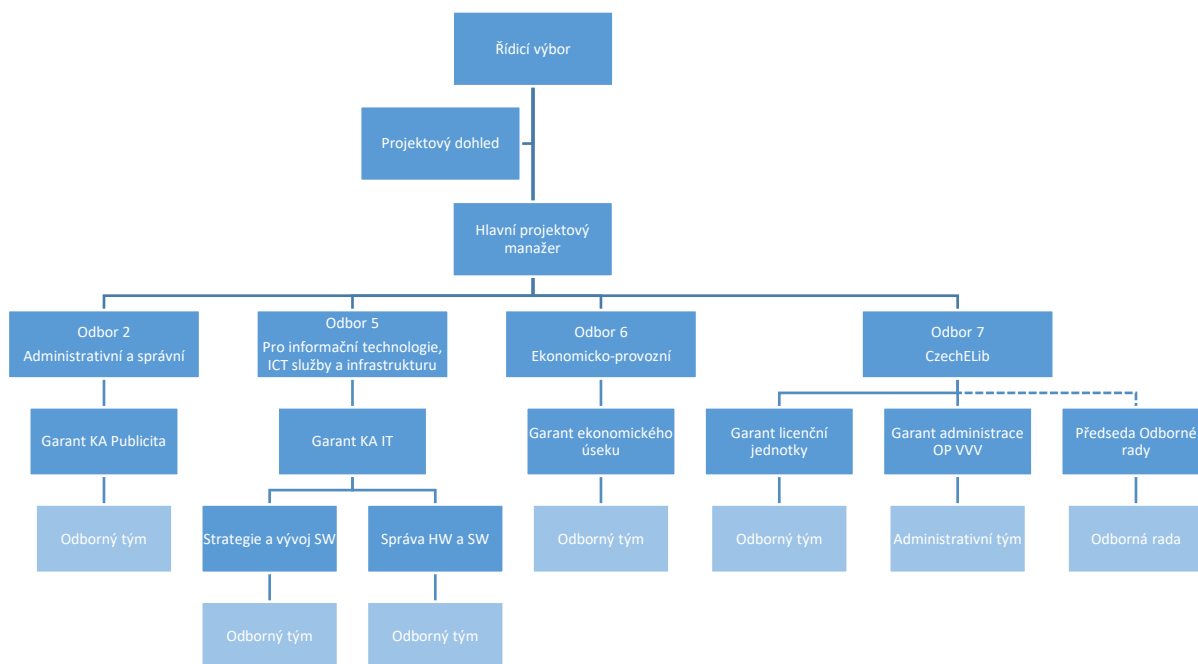 Řídicí výbor
Projektový dohled
Hlavní projektový
manažer
Odbor 2
Administrativní a správní
Odbor 5
Pro informační technologie,
ICT služby a infrastrukturu
Odbor 6
Ekonomicko-provozní
Odbor 7
CzechELib
Garant KA Publicita
Garant KA IT
Garant ekonomického
úseku
Garant licenční
jednotky
Garant administrace
OP VVV
Předseda Odborné
rady
Odborný tým
Strategie a vývoj SW
Správa HW a SW
Odborný tým
Odborný tým
Administrativní tým
Odborná rada
Odborný tým
Odborný tým